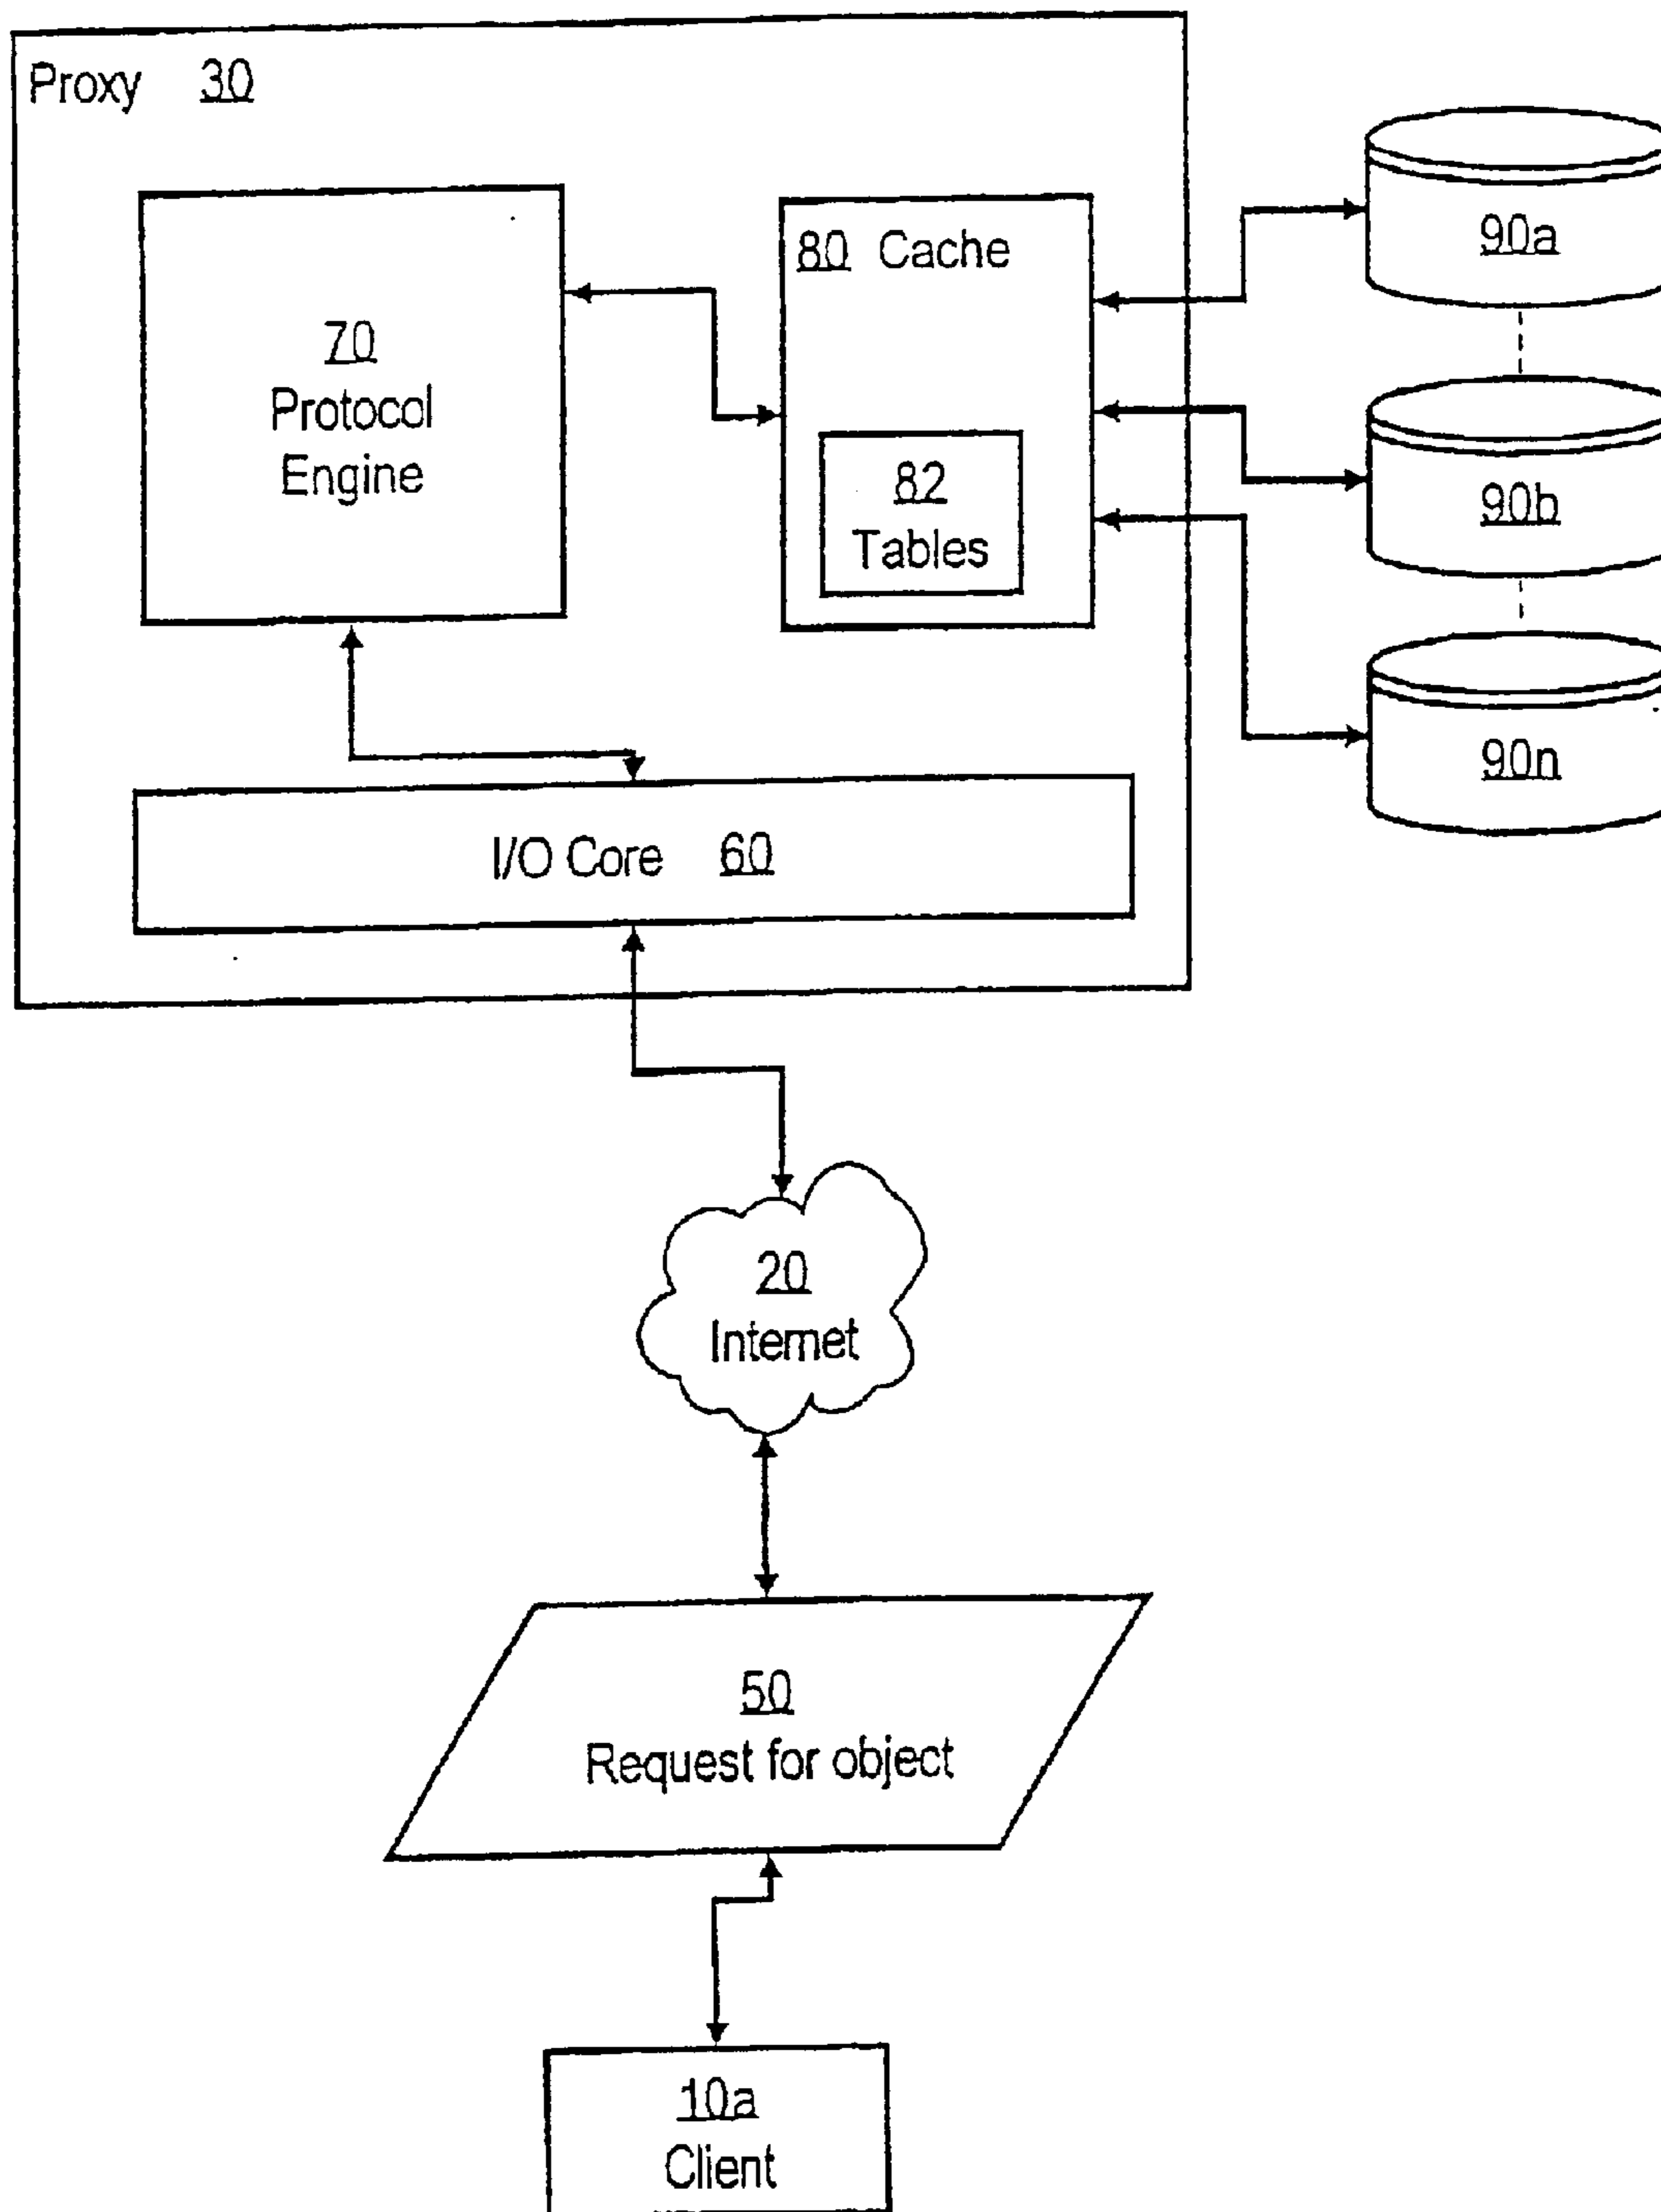 Proxy 30
70
Protocol
Engine
80 Cache
82
Tables
90a
90b
90n
I/O Core 60
20
Internet
50
Request for object
10a
Client